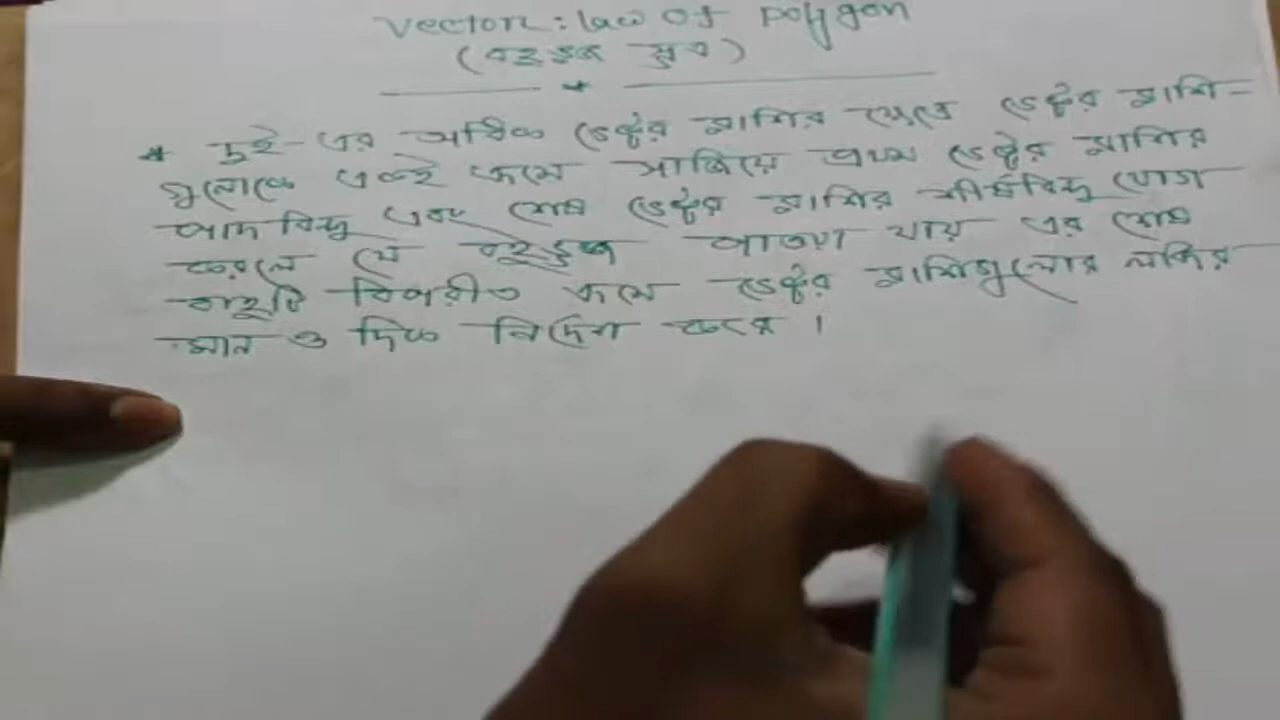 Vector: law of polygon
(বহুভুজ সুত্র)
* দুই-এর অধিক ভেক্টর রাশির ক্ষেত্রে ভেক্টর রাশি-
গুলোকে একই ক্রমে সাজিয়ে প্রথম ভেক্টর রাশির
পাদবিন্দু এবং শেষ ভেক্টর রাশির শীর্ষবিন্দু যোগ
করলে যে বহুভুজ পাওয়া যায় এর শেষ
বাহুটি বিপরীত ক্রমে ভেক্টর রাশিগুলোর লব্ধির
মান ও দিক নির্দেশ করে ।